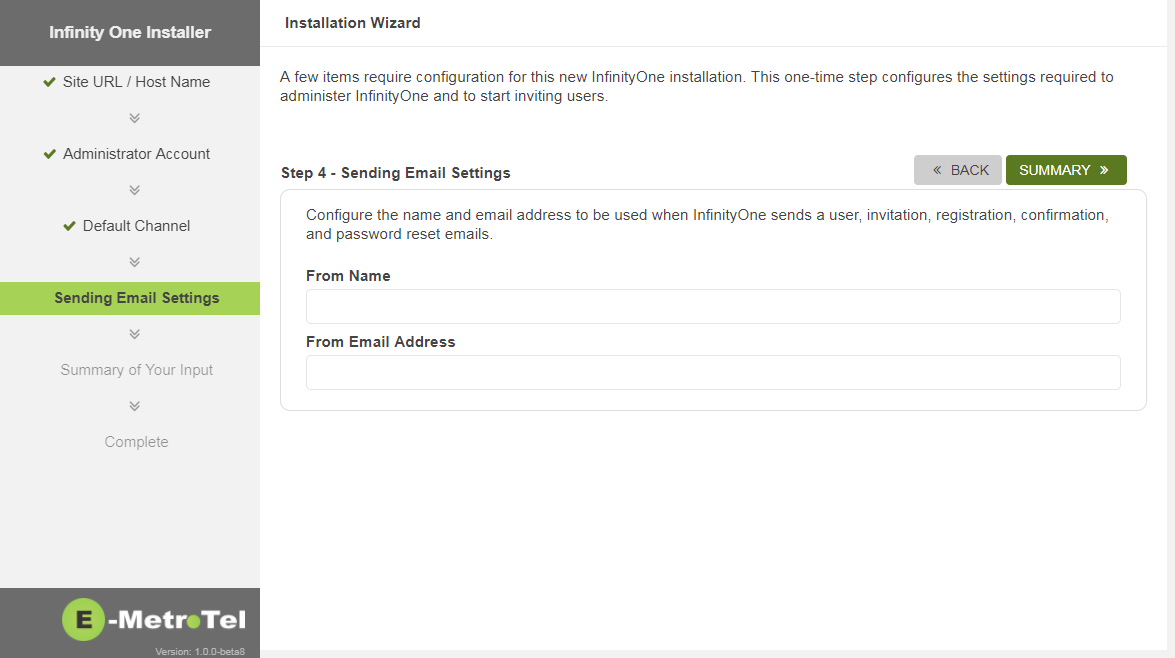 Infinity One Installer
Site URL / Host Name
Administrator Account
Default Channel
Sending Email Settings
Summary of Your Input
Complete
E-MetroTel
Version: 1.0.0-beta8
Installation Wizard
A few items require configuration for this new InfinityOne installation. This one-time step configures the settings required to
administer InfinityOne and to start inviting users.
Step 4 - Sending Email Settings
« BACK
SUMMARY »
Configure the name and email address to be used when InfinityOne sends a user, invitation, registration, confirmation,
and password reset emails.
From Name
From Email Address